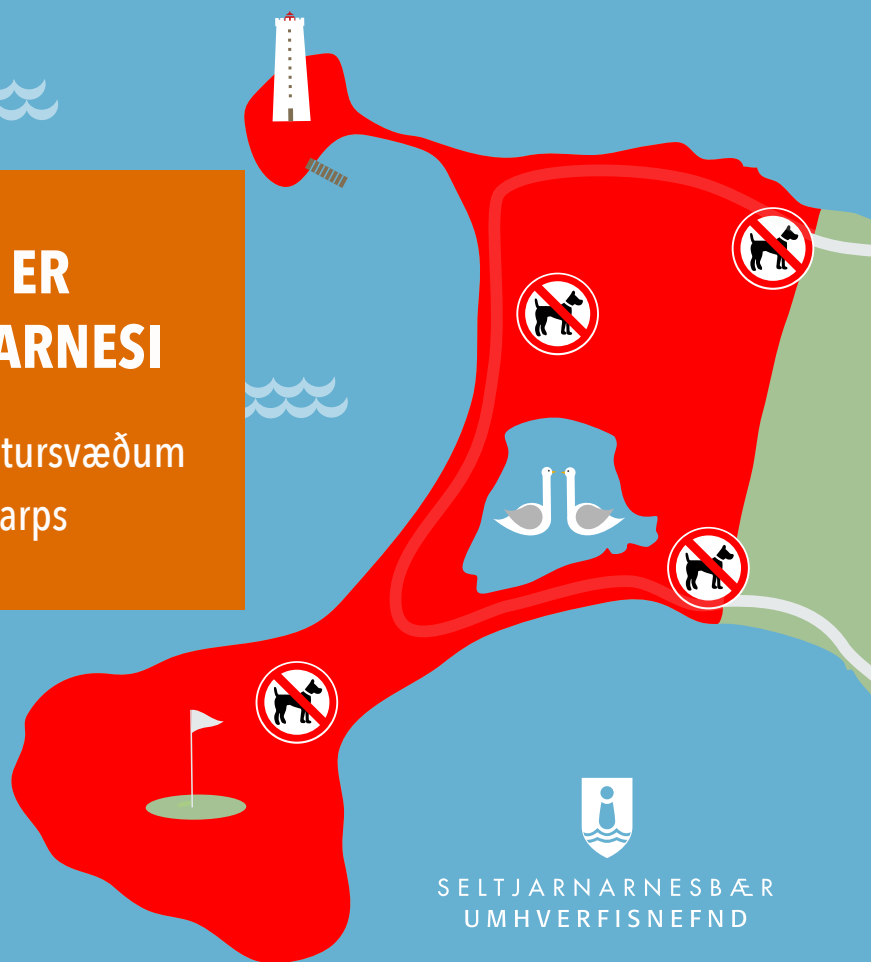 ER
ARNESI
tursvæðum
arps
SELTJARNARNESBÆR
UMHVERFISNEFND